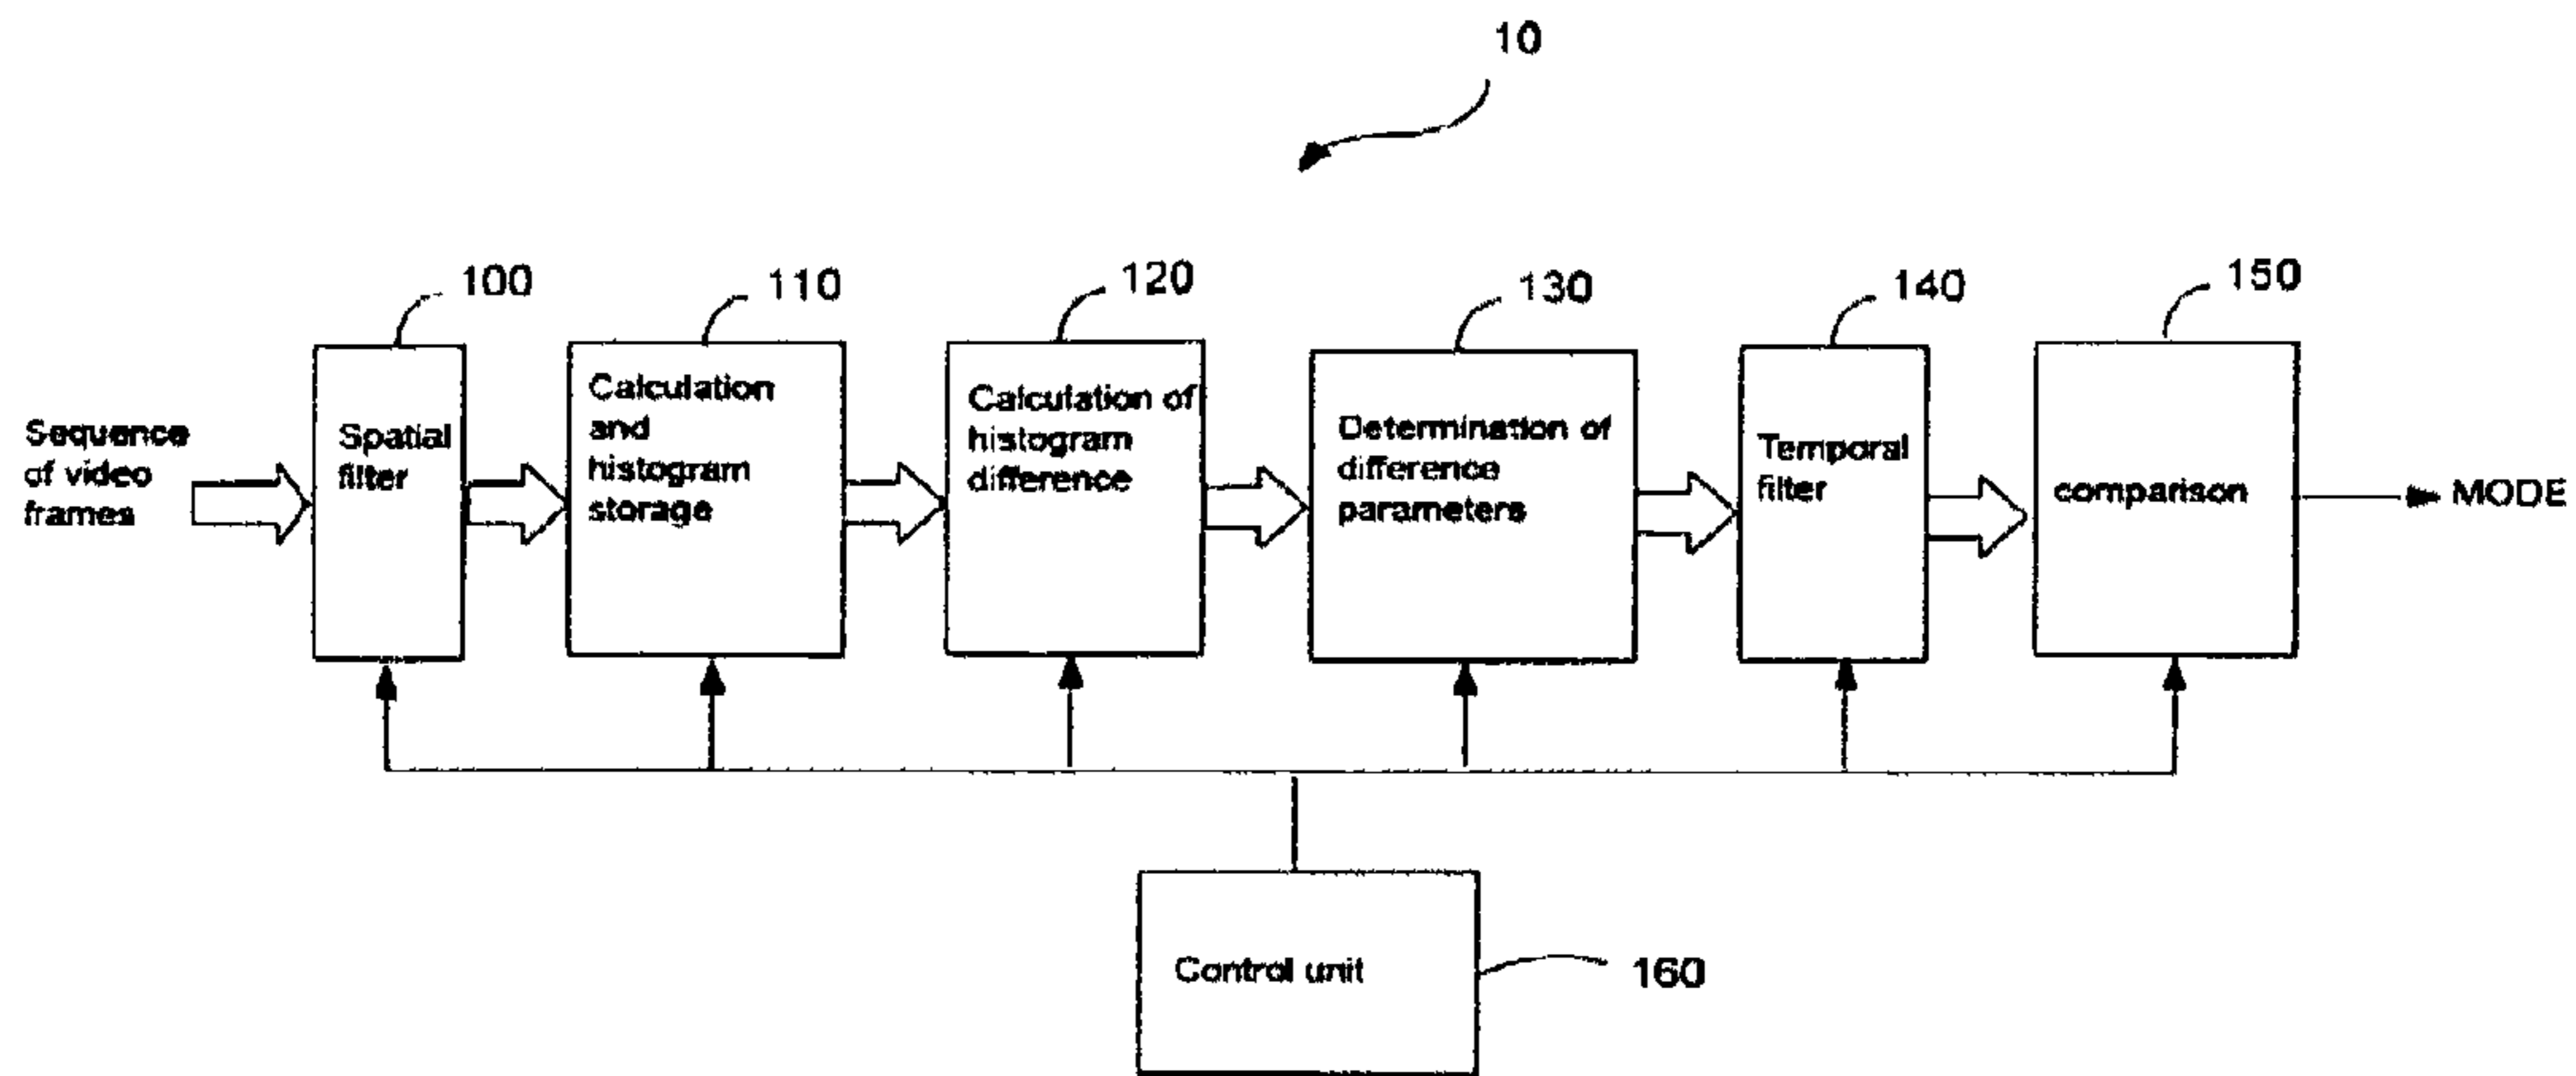 10
100
110
120
130
140
150
Sequence
of video
frames
Spatial
filter
Calculation
and
histogram
storage
Calculation of
histogram
difference
Determination of
difference
parameters
Temporal
filter
comparison
MODE
Control unit
160